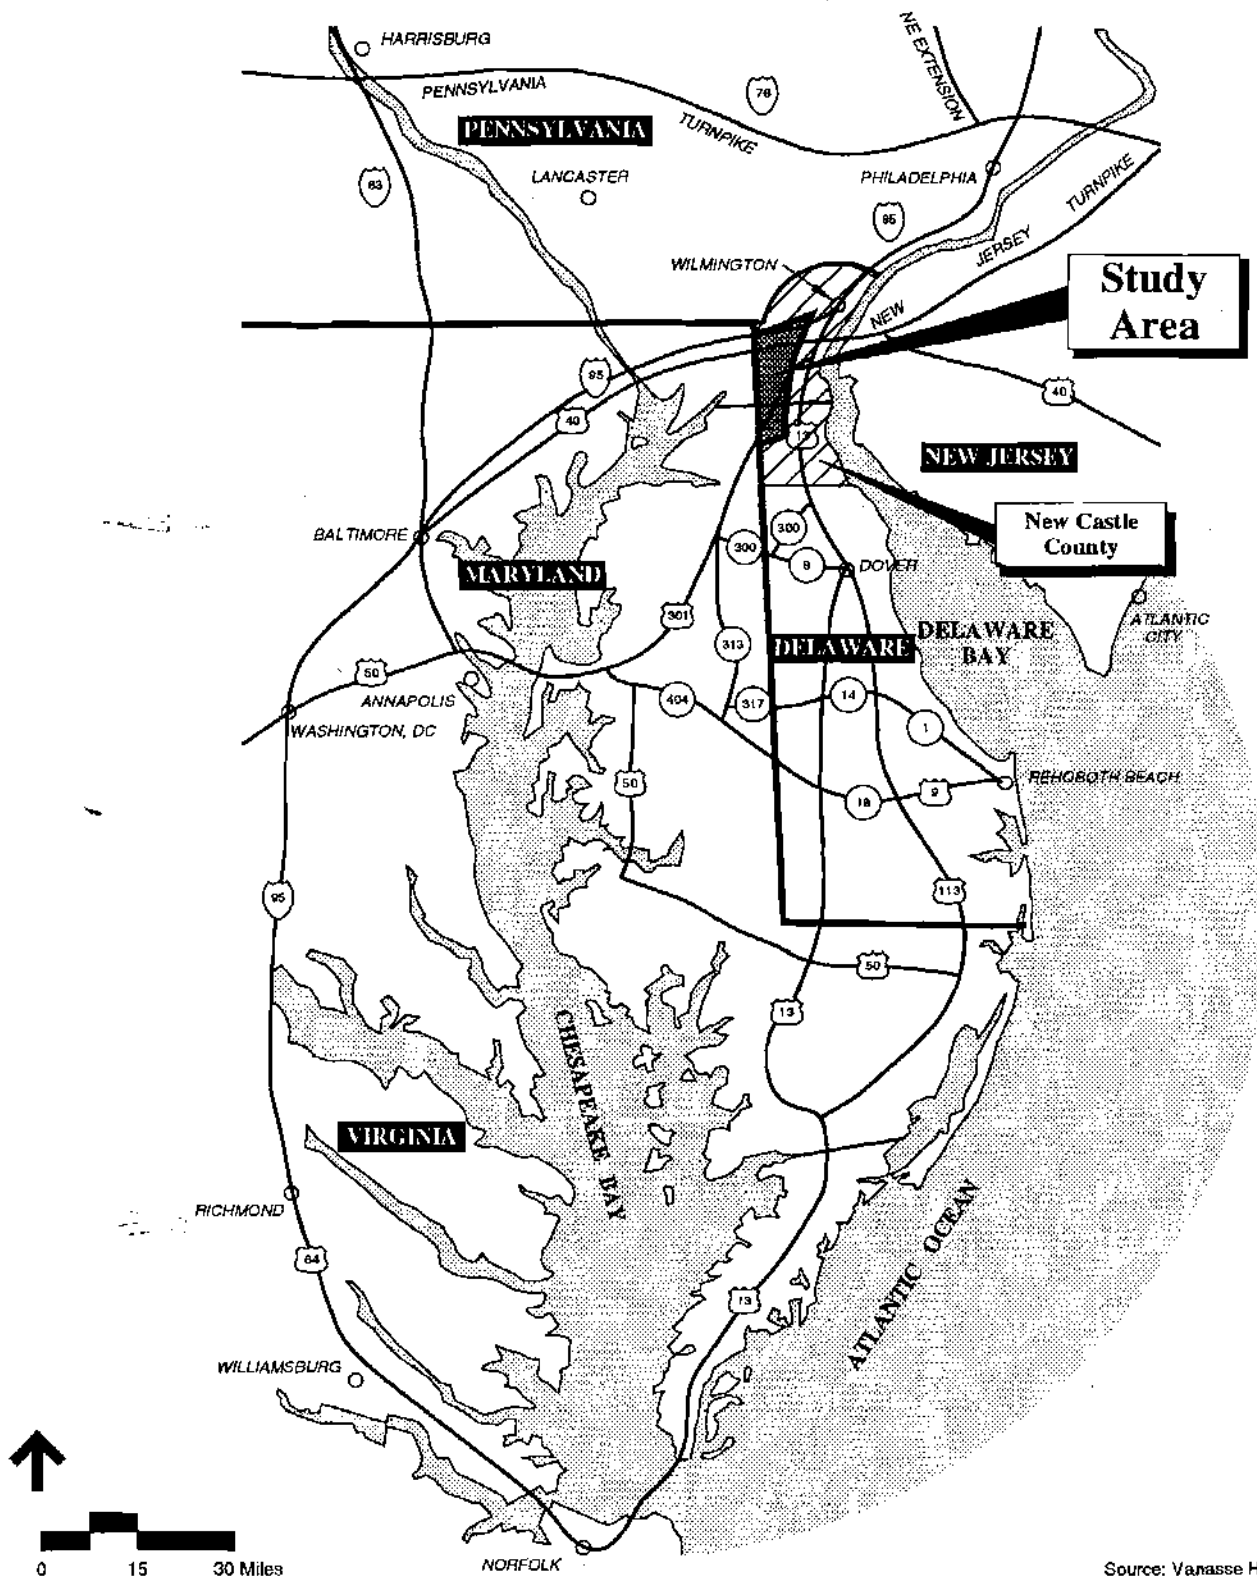 HARRISBURG
NE EXTENSION
PENNSYLVANIA
76
PENNSYLVANIA
TURNPIKE
LANCASTER
PHILADELPHIA
TURNPIKE
83
95
JERSEY
WILMINGTON
Study
Area
NEW
95
40
40
13
NEW JERSEY
New Castle
County
BALTIMORE
300
300
8
DOVER
MARYLAND
301
313
DELAWARE
DELAWARE
BAY
ATLANTIC
CITY
50
ANNAPOLIS
404
317
14
1
WASHINGTON, DC
50
REHOBOTH BEACH
18
9
95
113
50
13
CHESAPEAKE BAY
VIRGINIA
RICHMOND
ATLANTIC OCEAN
64
13
WILLIAMSBURG
NORFOLK
0 15 30 Miles
Source: Vanasse H